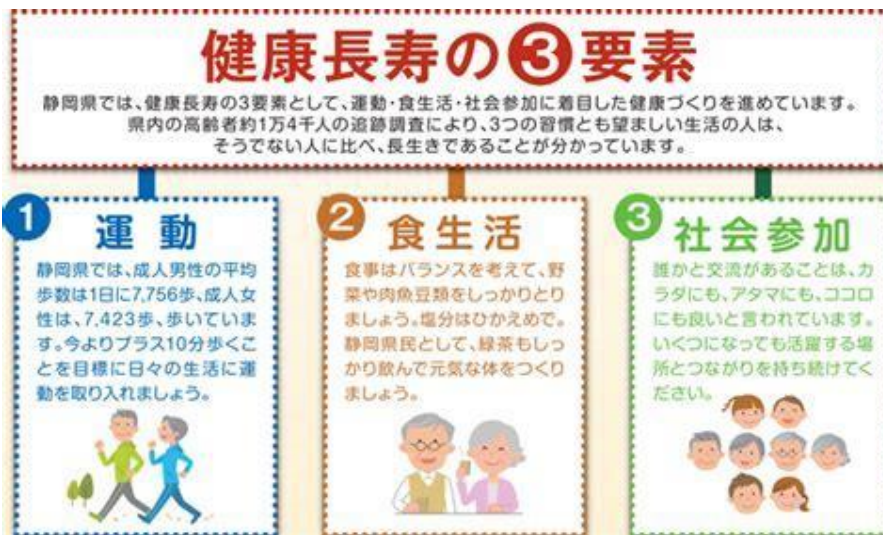 健康長寿の3要素
静岡県では、健康長寿の3要素として、運動・食生活・社会参加に着目した健康づくりを進めています。
県内の高齢者約1万4千人の追跡調査により、3つの習慣とも望ましい生活の人は、
そうでない人に比べ、長生きであることが分かっています。
1 運動
静岡県では、成人男性の平均
歩数は1日に7,756歩、成人女
性は、7,423歩、歩いていま
す。今よりプラス10分歩くこ
とを目標に日々の生活に運
動を取り入れましょう。
2 食生活
食事はバランスを考えて、野
菜や肉魚豆類をしっかりとり
ましょう。塩分はひかえめで。
静岡県民として、緑茶もしっ
かり飲んで元気な体をつくり
ましょう。
3 社会参加
誰かと交流があることは、カ
ラダにも、アタマにも、ココロ
にも良いと言われています。
いくつになっても活躍する場
所とつながりを持ち続けてく
ださい。